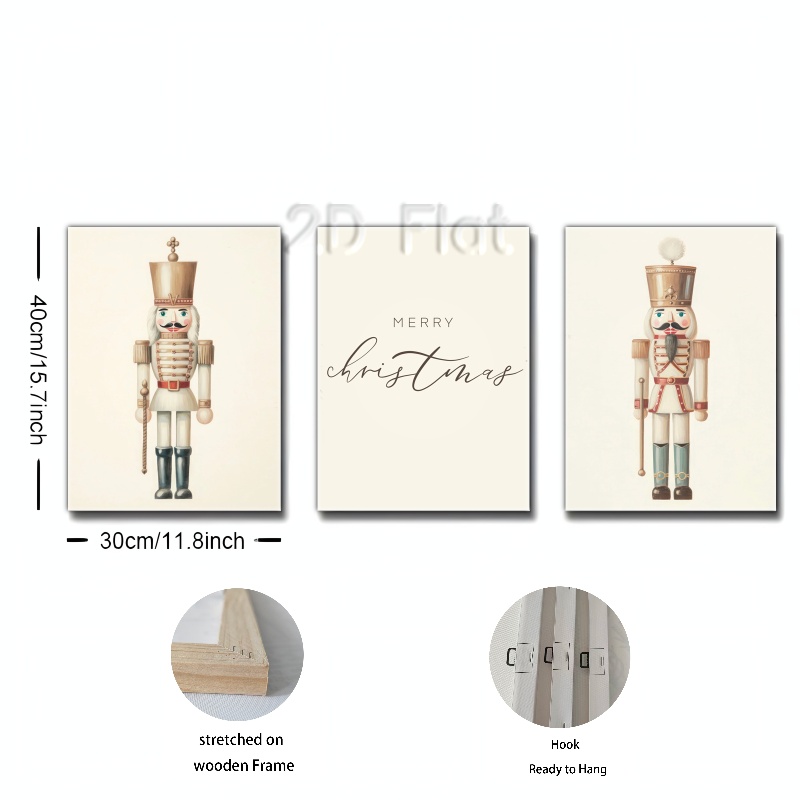 2D Flat
MERRY
christmas
40cm/15.7inch
30cm/11.8inch
stretched on
wooden Frame
Hook
Ready to Hang